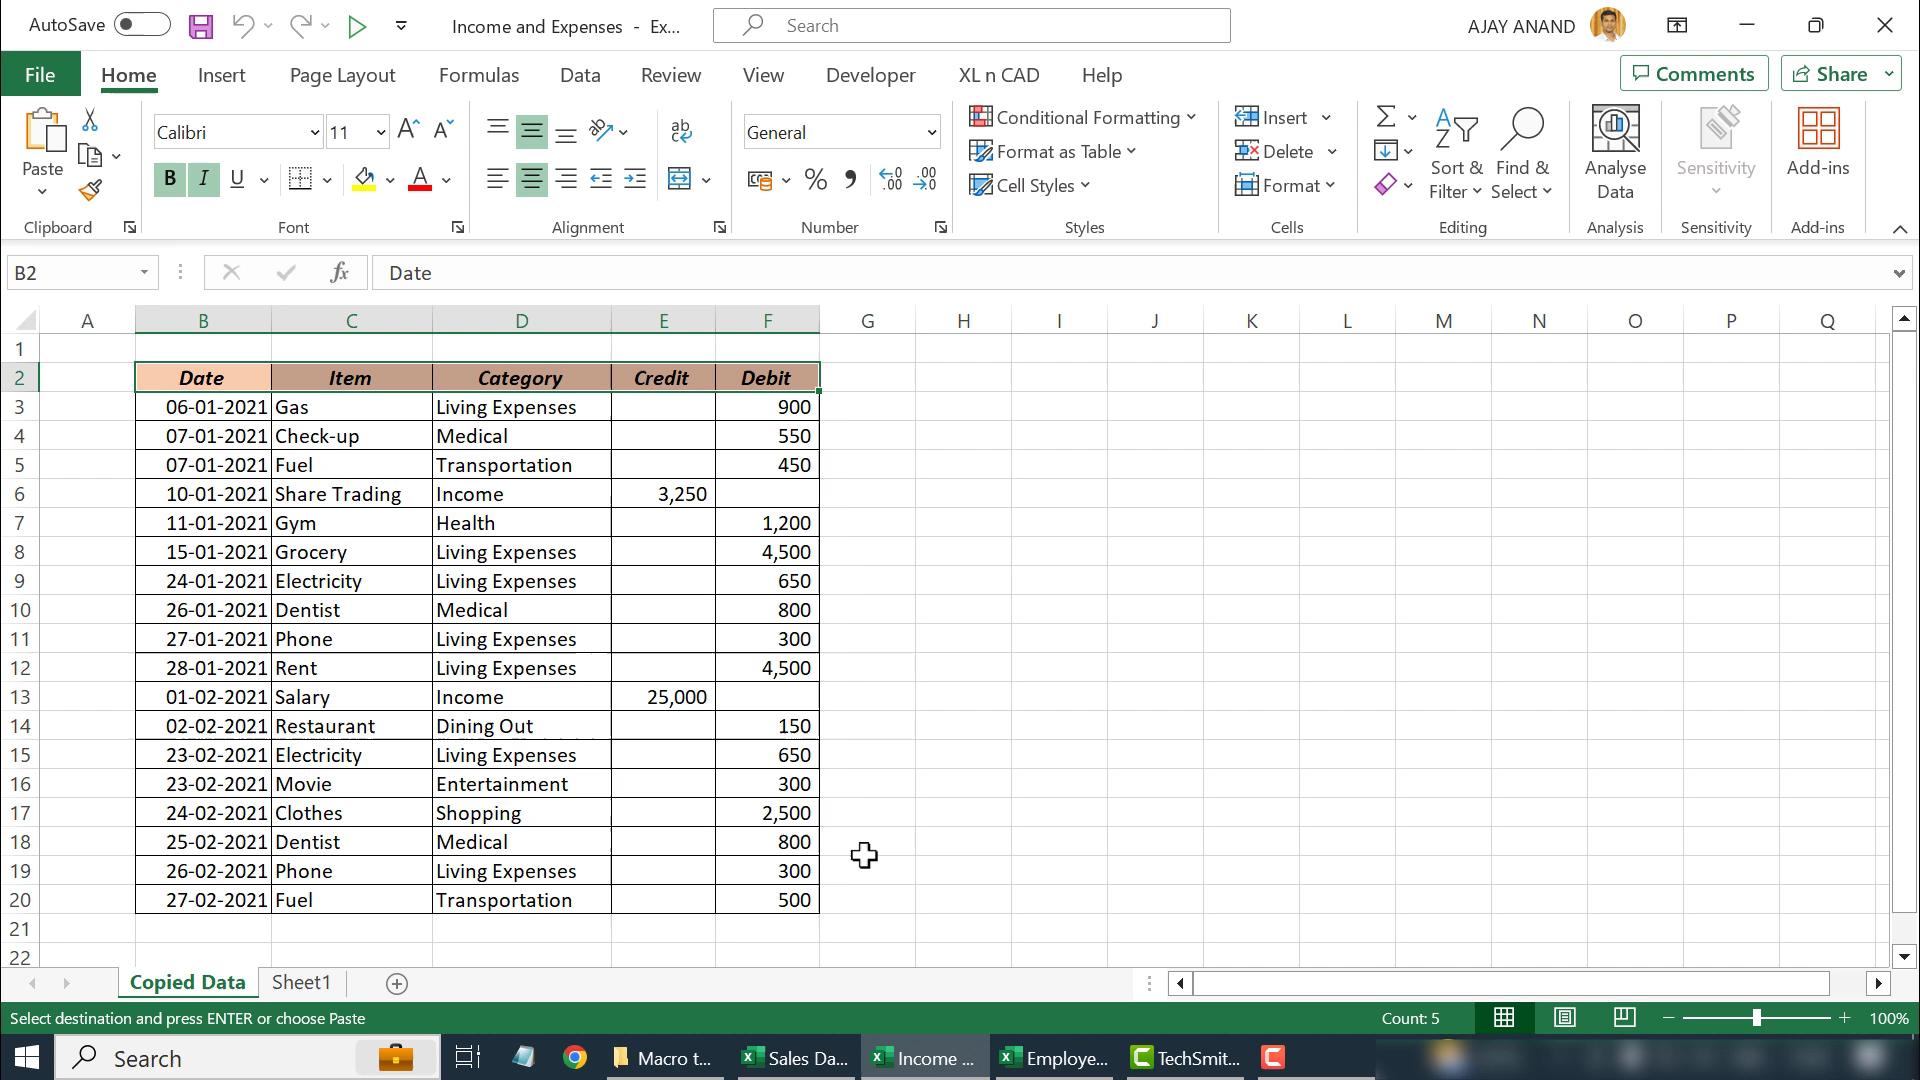 AutoSave Income and Expenses - Ex... Search AJAY ANAND
File Home Insert Page Layout Formulas Data Review View Developer XL n CAD Help Comments Share
Paste
Calibri 11
B I U A
ab
General
% ,
Conditional Formatting
Format as Table
Cell Styles
Insert
Delete
Format
Sort & Filter
Find & Select
Analyse Data
Sensitivity
Add-ins
Clipboard Font Alignment Number Styles Cells Editing Analysis Sensitivity Add-ins
B2 fx Date
A B C D E F G H I J K L M N O P Q
1
2 Date Item Category Credit Debit
3 06-01-2021 Gas Living Expenses 900
4 07-01-2021 Check-up Medical 550
5 07-01-2021 Fuel Transportation 450
6 10-01-2021 Share Trading Income 3,250
7 11-01-2021 Gym Health 1,200
8 15-01-2021 Grocery Living Expenses 4,500
9 24-01-2021 Electricity Living Expenses 650
10 26-01-2021 Dentist Medical 800
11 27-01-2021 Phone Living Expenses 300
12 28-01-2021 Rent Living Expenses 4,500
13 01-02-2021 Salary Income 25,000
14 02-02-2021 Restaurant Dining Out 150
15 23-02-2021 Electricity Living Expenses 650
16 23-02-2021 Movie Entertainment 300
17 24-02-2021 Clothes Shopping 2,500
18 25-02-2021 Dentist Medical 800
19 26-02-2021 Phone Living Expenses 300
20 27-02-2021 Fuel Transportation 500
21
22
Copied Data Sheet1
Select destination and press ENTER or choose Paste Count: 5 100%
Search Macro t... Sales Da... Income ... Employe... TechSmit...